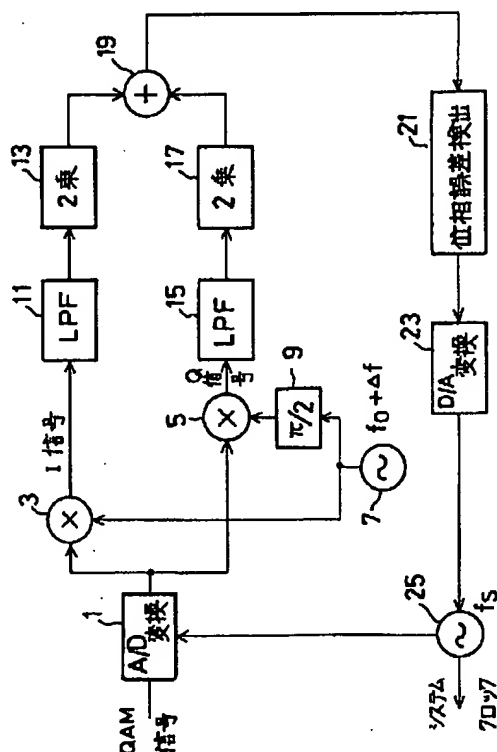 QAM
信号
1
A/D
変換
3
I 信号
11
LPF
13
2乗
19
+
5
Q
信
号
15
LPF
17
2乗
9
π/2
7
f0+Δf
21
位相誤差検出
23
D/A
変換
25
fS
システム
クロック